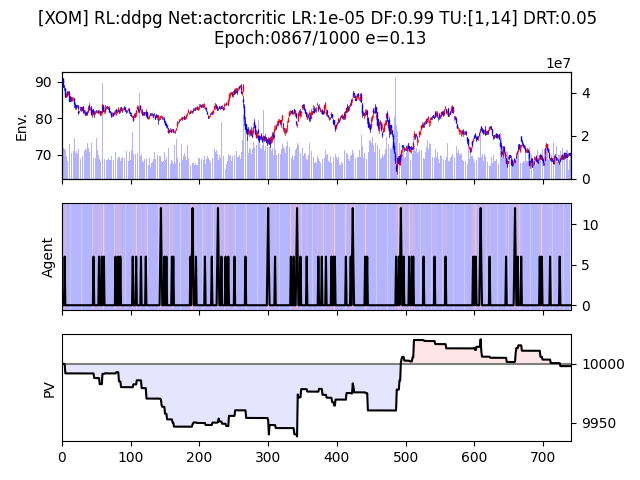 [XOM] RL:ddpg Net:actorcritic LR:1e-05 DF:0.99 TU:[1,14] DRT:0.05
Epoch:0867/1000 e=0.13
1e7
Env.
90
80
70
4
2
0
Agent
10
5
0
PV
10000
9950
0 100 200 300 400 500 600 700